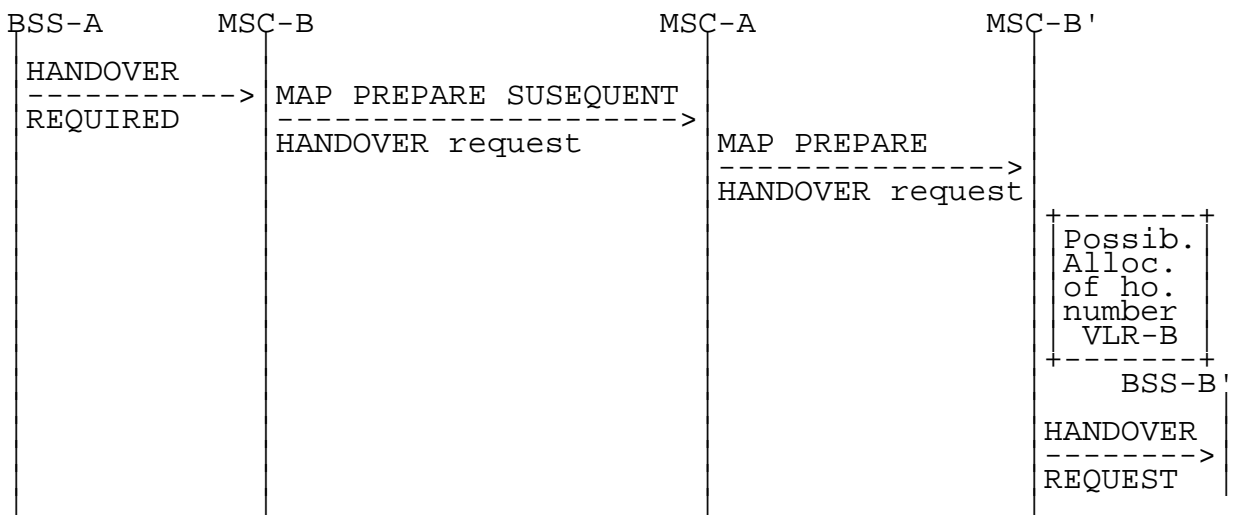 BSS-A MSC-B MSC-A MSC-B'
HANDOVER
REQUIRED
MAP PREPARE SUSEQUENT
HANDOVER request
MAP PREPARE
HANDOVER request
Possib.
Alloc.
of ho.
number
VLR-B
BSS-B'
HANDOVER
REQUEST